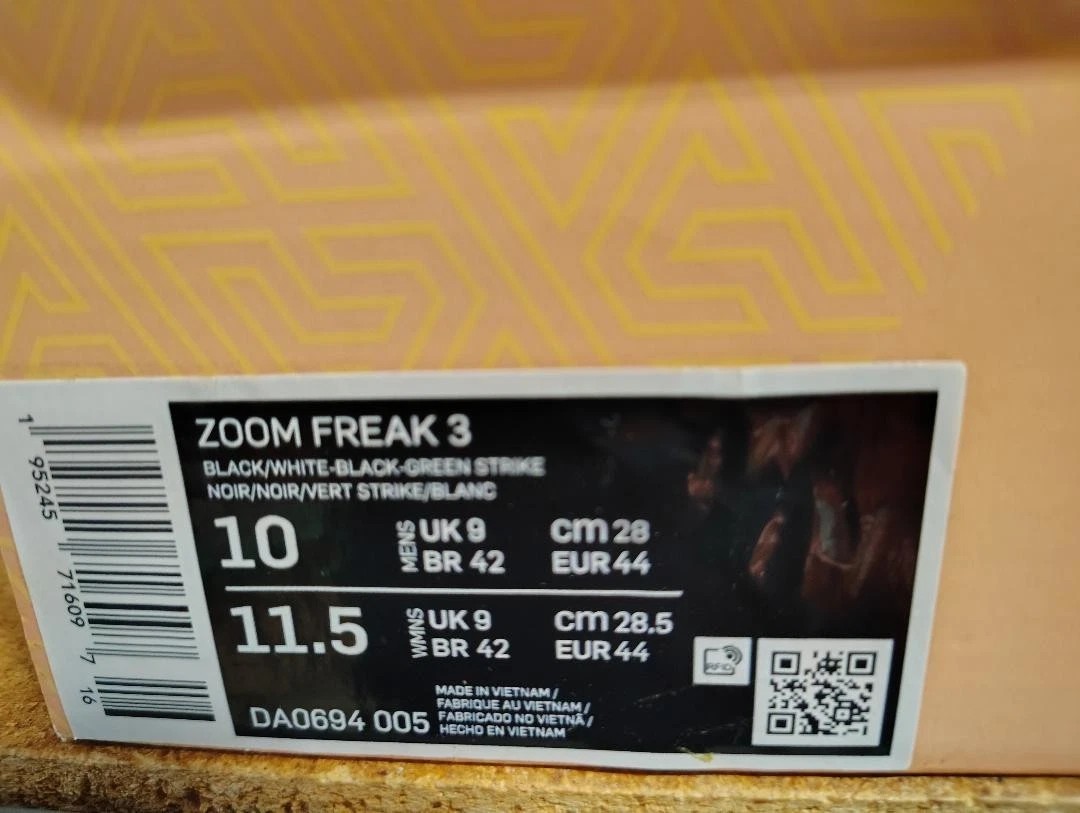 ZOOM FREAK 3
BLACK/WHITE-BLACK-GREEN STRIKE
NOIR/NOIR/VERT STRIKE/BLANC
10 MENS UK 9 cm 28
BR 42 EUR 44
11.5 WMNS UK 9 cm 28.5
BR 42 EUR 44
DA0694 005
MADE IN VIETNAM /
FABRIQUE AU VIETNAM /
FABRICADO NO VIETNÃ /
HECHO EN VIETNAM
RFID
1 95245 71609 7 16